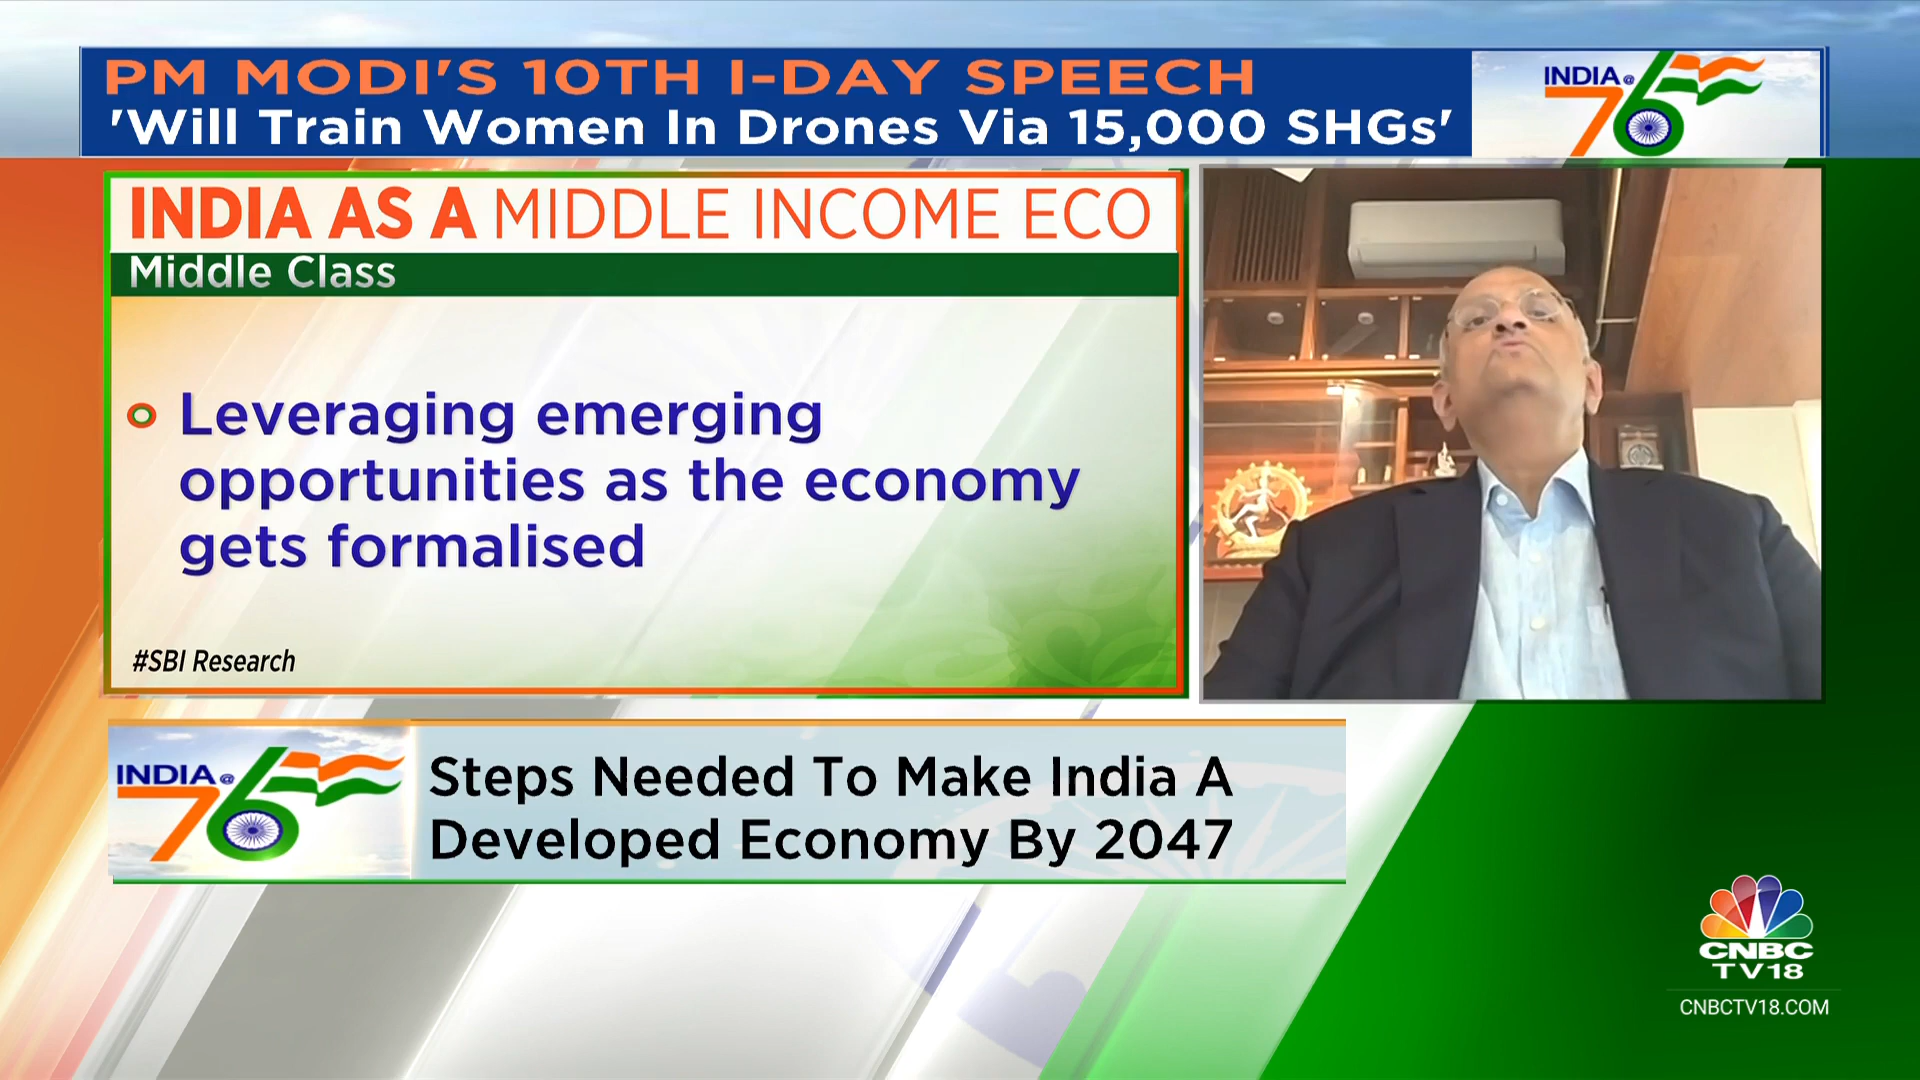 PM MODI'S 10TH I-DAY SPEECH
'Will Train Women In Drones Via 15,000 SHGs'
INDIA@
76
INDIA AS A MIDDLE INCOME ECO
Middle Class
Leveraging emerging
opportunities as the economy
gets formalised
#SBI Research
INDIA@
76
Steps Needed To Make India A
Developed Economy By 2047
CNBC
TV18
CNBCTV18.COM